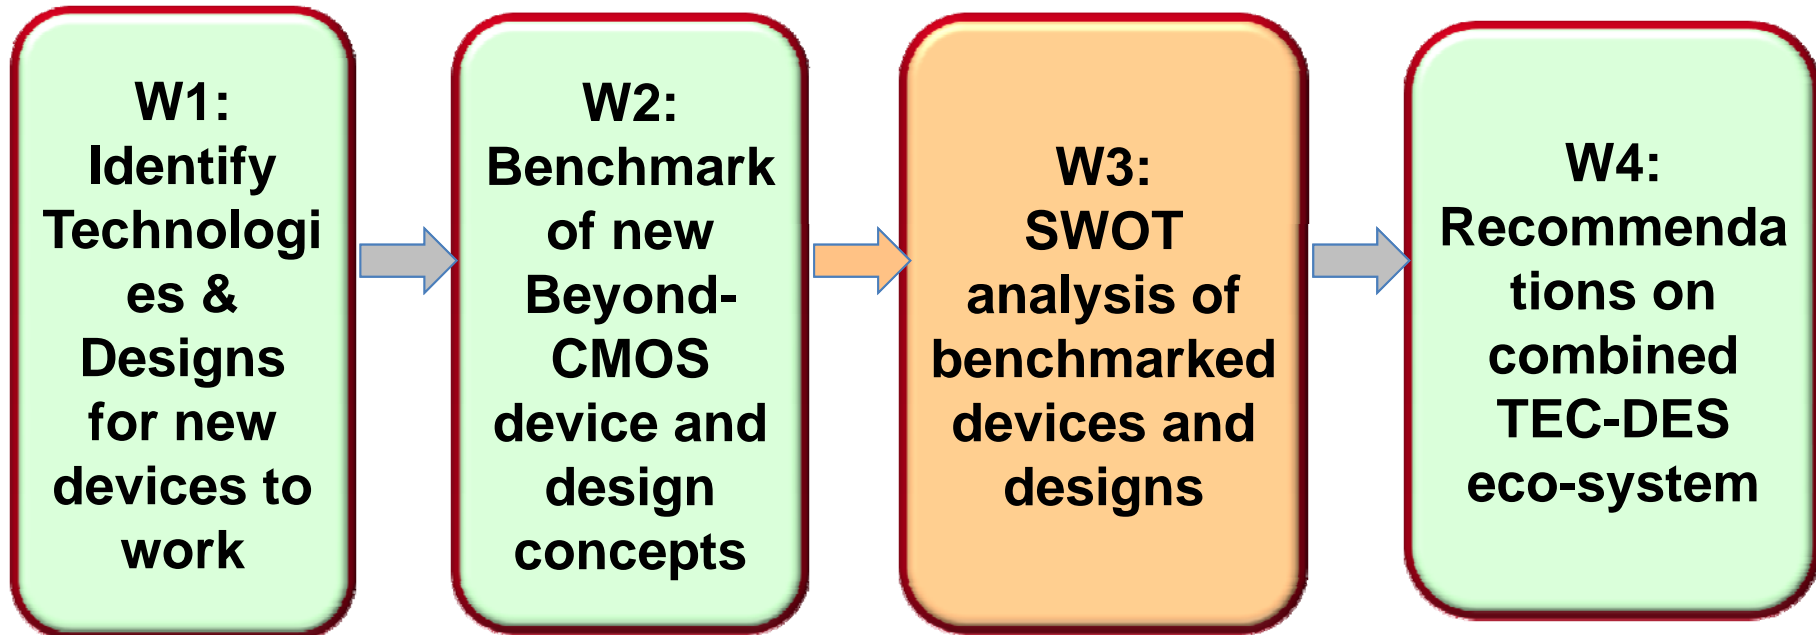 W1:
Identify
Technologi
es &
Designs
for new
devices to
work
W2:
Benchmark
of new
Beyond-
CMOS
device and
design
concepts
W3:
SWOT
analysis of
benchmarked
devices and
designs
W4:
Recommenda
tions on
combined
TEC-DES
eco-system